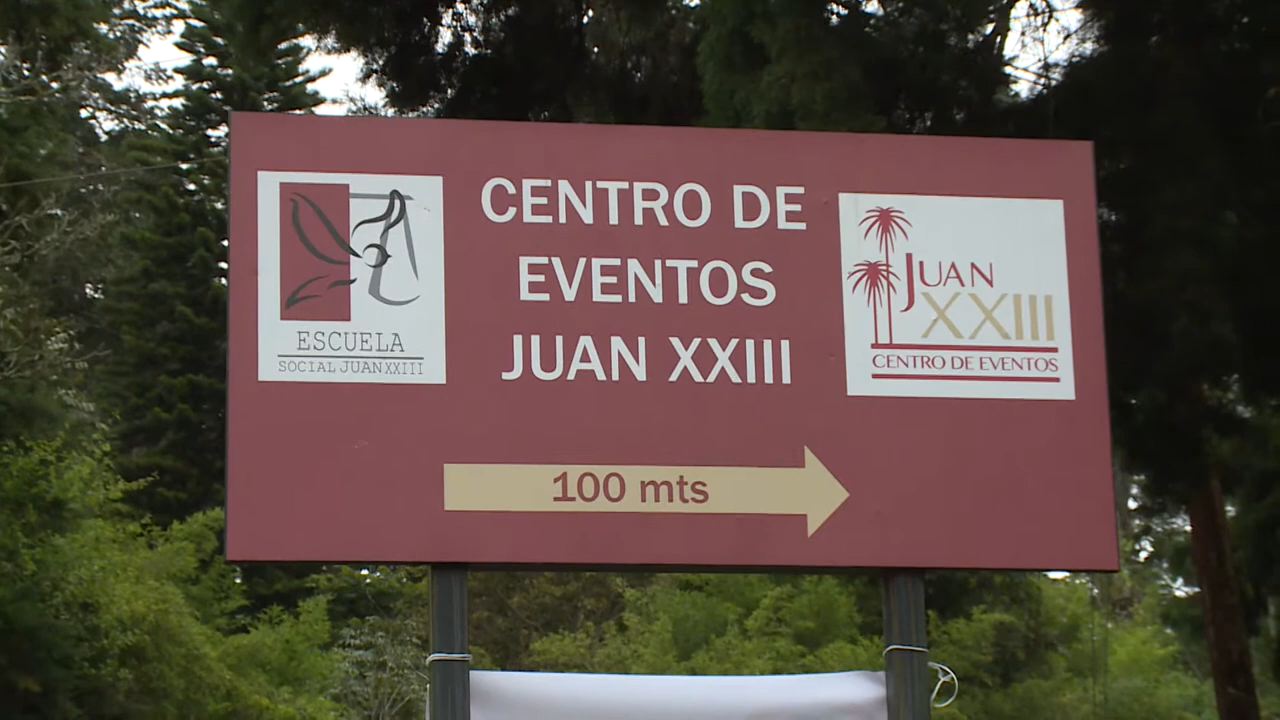 CENTRO DE
EVENTOS
JUAN XXIII
ESCUELA
SOCIAL JUAN XXIII
JUAN
XXIII
CENTRO DE EVENTOS
100 mts